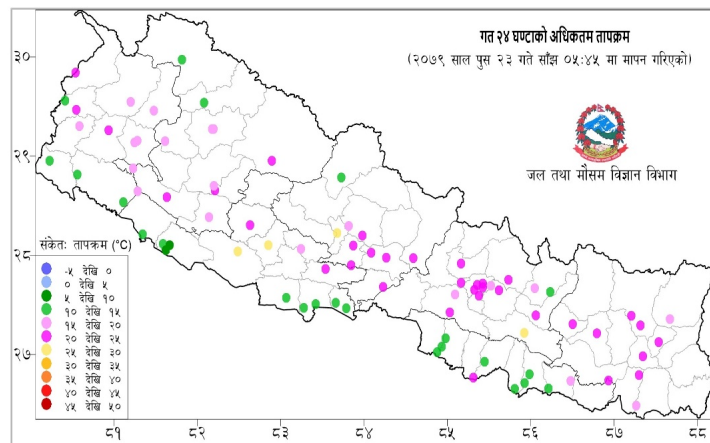 गत २४ घण्टाको अधिकतम तापक्रम
(२०७९ साल पुस २३ गते साँझ ०५:४५ मा मापन गरिएको)
जल तथा मौसम विज्ञान विभाग
संकेतः तापक्रम (°C)
-५ देखि ०
० देखि ५
५ देखि १०
१० देखि १५
१५ देखि २०
२० देखि २५
२५ देखि ३०
३० देखि ३५
३५ देखि ४०
४० देखि ४५
४५ देखि ५०
३०
२९
२८
२७
८१
८२
८३
८४
८५
८६
८७
८८